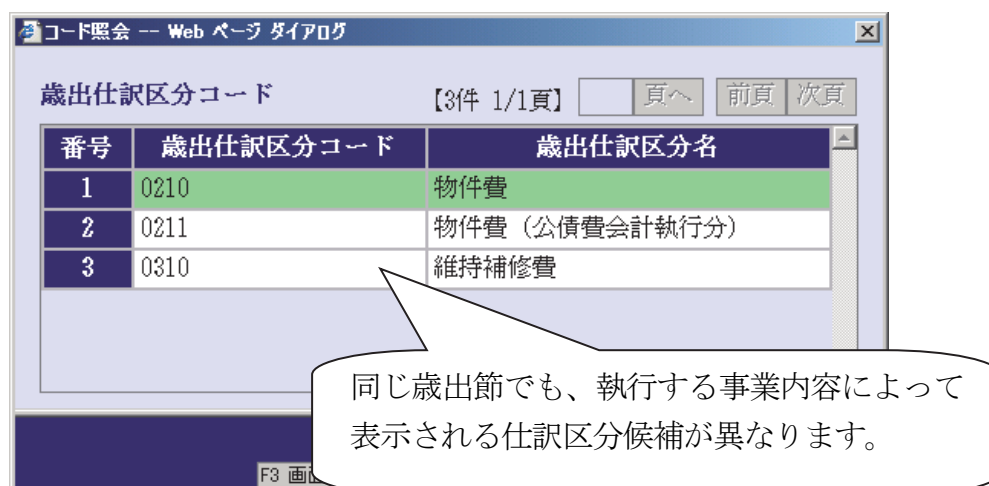 コード照会 -- Web ページ ダイアログ
歳出仕訳区分コード 【3件 1/1頁】 頁へ 前頁 次頁
番号 歳出仕訳区分コード 歳出仕訳区分名
1 0210 物件費
2 0211 物件費（公債費会計執行分）
3 0310 維持補修費
同じ歳出節でも、執行する事業内容によって
表示される仕訳区分候補が異なります。
F3 画